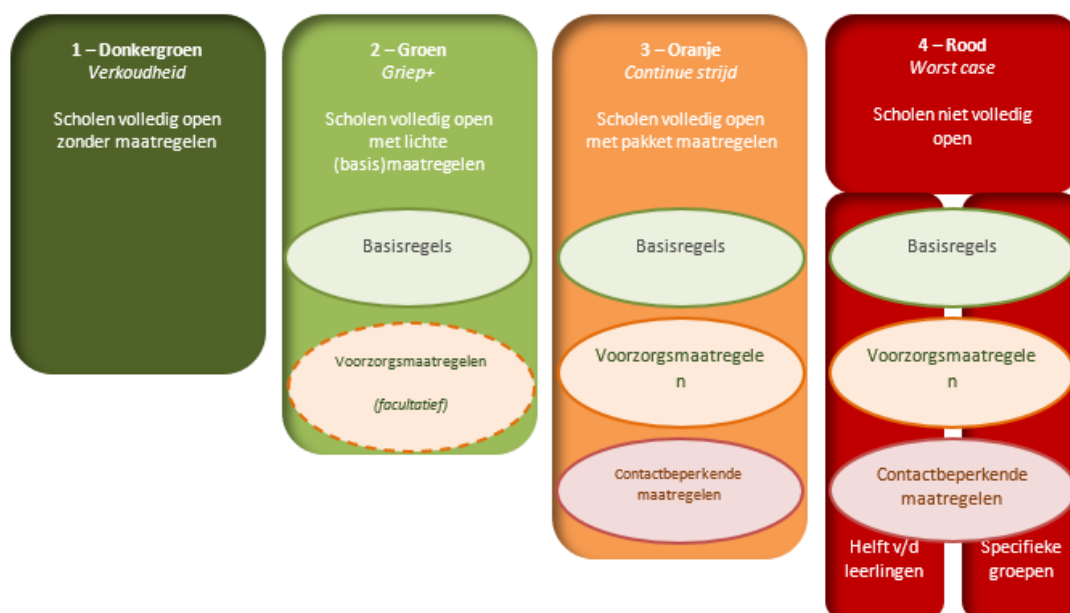 1 – Donkergroen
Verkoudheid
Scholen volledig open
zonder maatregelen
2 – Groen
Griep+
Scholen volledig open
met lichte
(basis)maatregelen
Basisregels
Voorzorgsmaatregelen
(facultatief)
3 – Oranje
Continue strijd
Scholen volledig open
met pakket maatregelen
Basisregels
Voorzorgsmaatregele
n
Contactbeperkende
maatregelen
4 – Rood
Worst case
Scholen niet volledig
open
Basisregels
Voorzorgsmaatregele
n
Contactbeperkende
maatregelen
Helft v/d
leerlingen
Specifieke
groepen